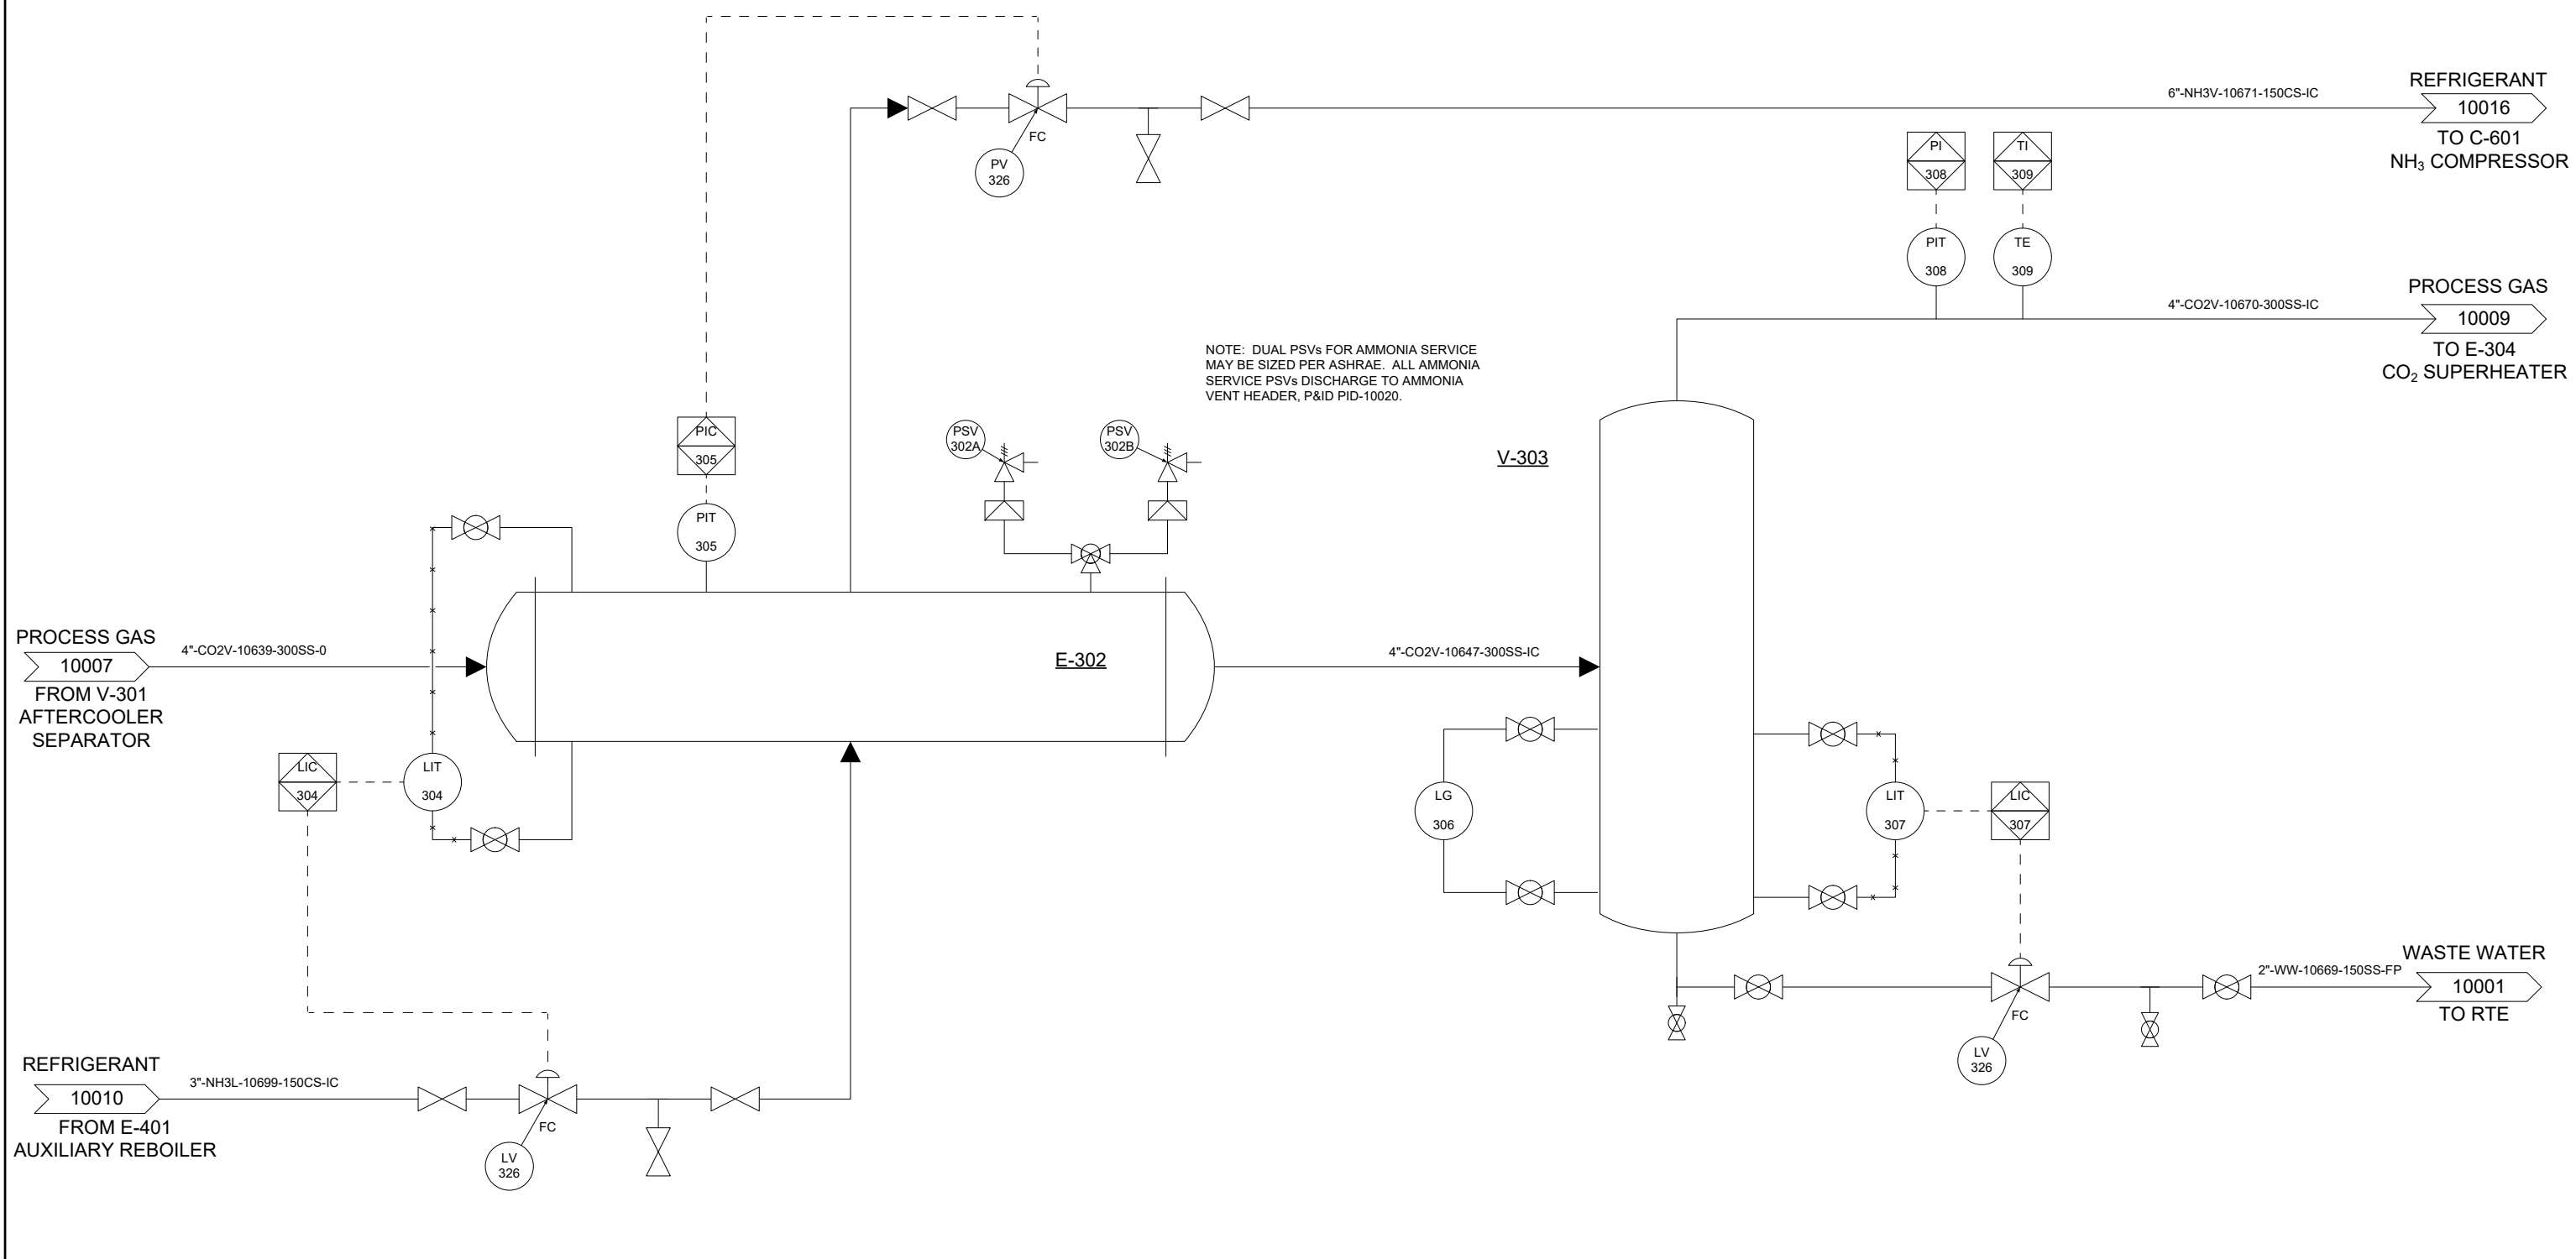 6"-NH3V-10671-150CS-IC
REFRIGERANT
10016
TO C-601
NH₃ COMPRESSOR
FC
PV
326
PI
308
TI
309
PIT
308
TE
309
4"-CO2V-10670-300SS-IC
PROCESS GAS
10009
TO E-304
CO₂ SUPERHEATER
NOTE: DUAL PSVs FOR AMMONIA SERVICE
MAY BE SIZED PER ASHRAE. ALL AMMONIA
SERVICE PSVs DISCHARGE TO AMMONIA
VENT HEADER, P&ID PID-10020.
PIC
305
PSV
302A
PSV
302B
V-303
PIT
305
PROCESS GAS
10007
FROM V-301
AFTERCOOLER
SEPARATOR
4"-CO2V-10639-300SS-0
E-302
4"-CO2V-10647-300SS-IC
LIC
304
LIT
304
LG
306
LIT
307
LIC
307
WASTE WATER
2"-WW-10669-150SS-FP
10001
TO RTE
FC
LV
326
REFRIGERANT
10010
FROM E-401
AUXILIARY REBOILER
3"-NH3L-10699-150CS-IC
FC
LV
326